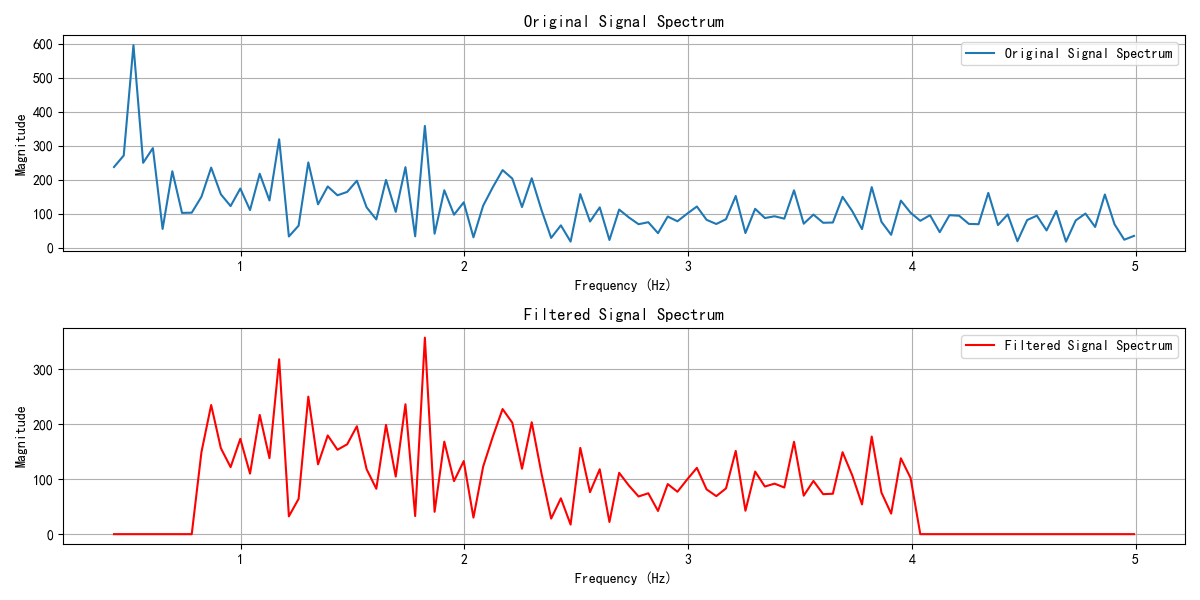 Original Signal Spectrum
600
500
400
300
200
100
0
Magnitude
Original Signal Spectrum
1
2
3
4
5
Frequency (Hz)
Filtered Signal Spectrum
300
200
100
0
Magnitude
Filtered Signal Spectrum
1
2
3
4
5
Frequency (Hz)